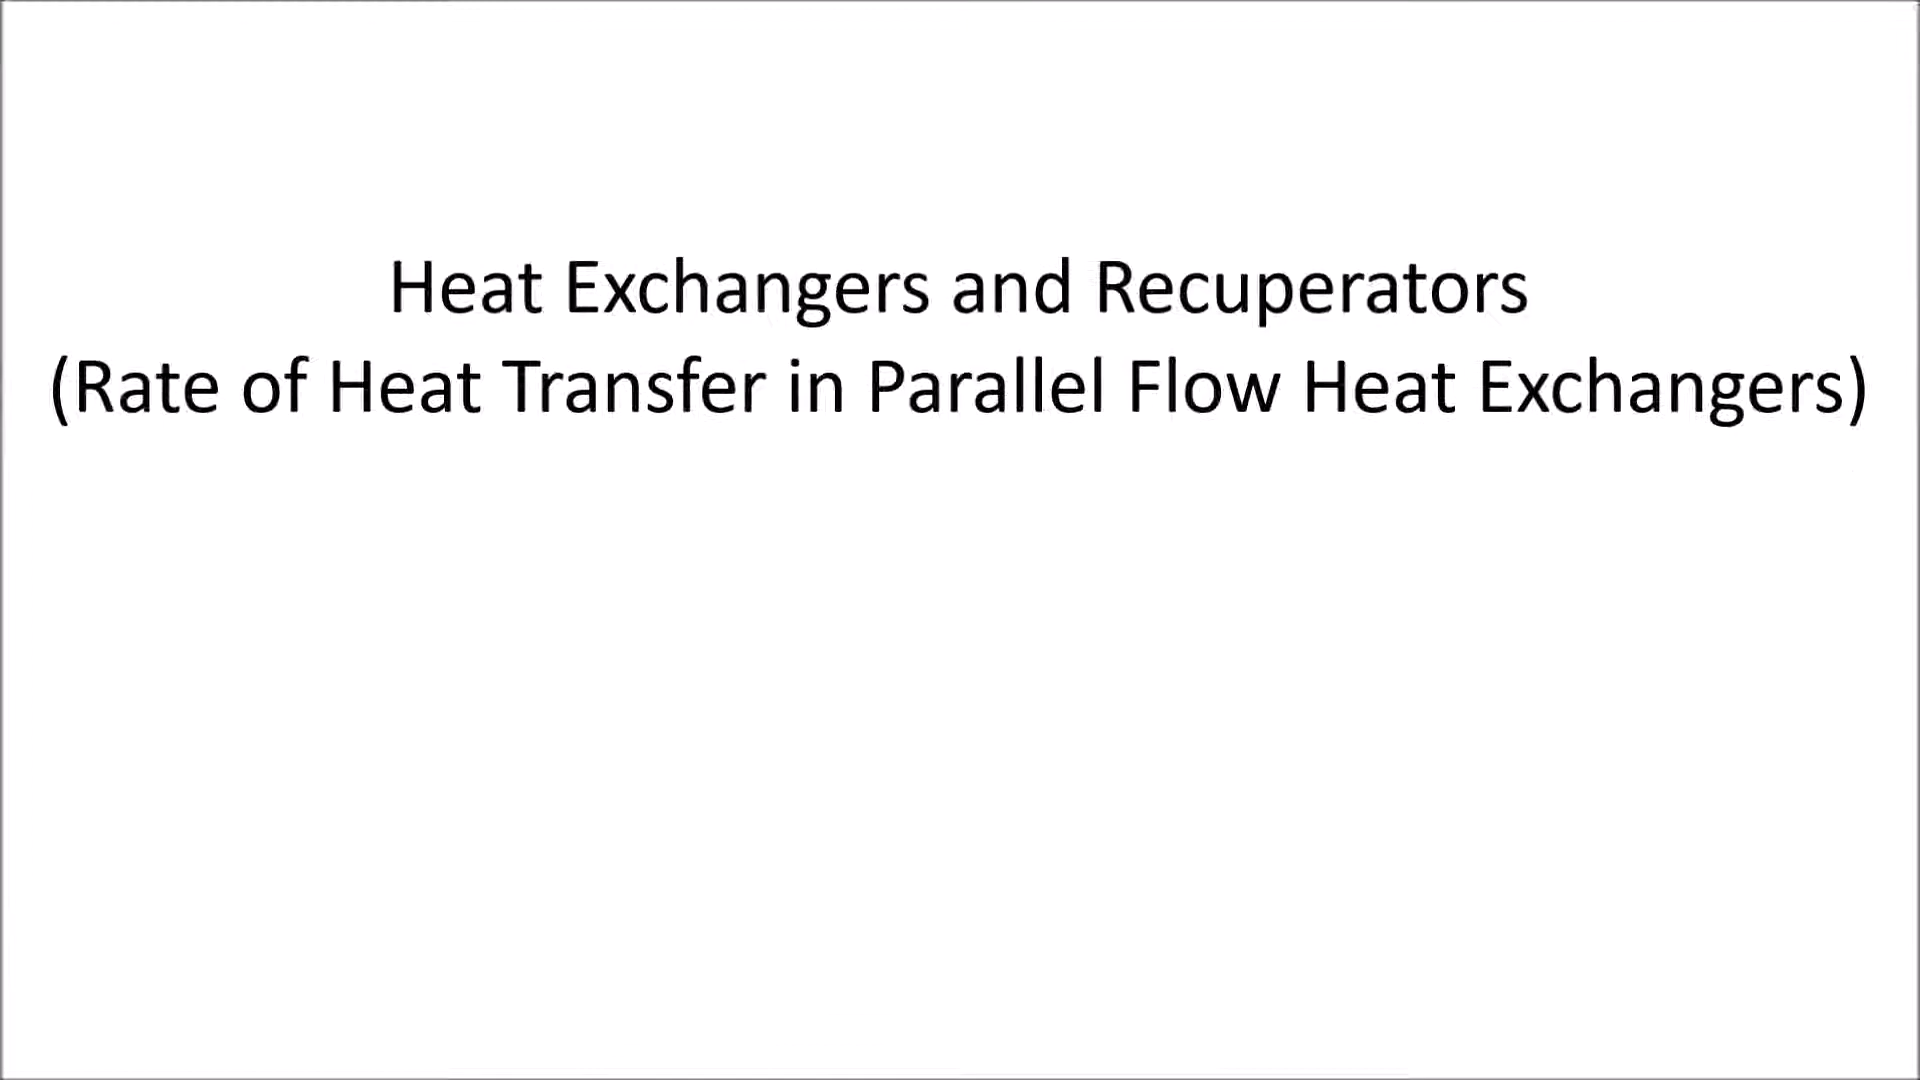 Heat Exchangers and Recuperators
(Rate of Heat Transfer in Parallel Flow Heat Exchangers)